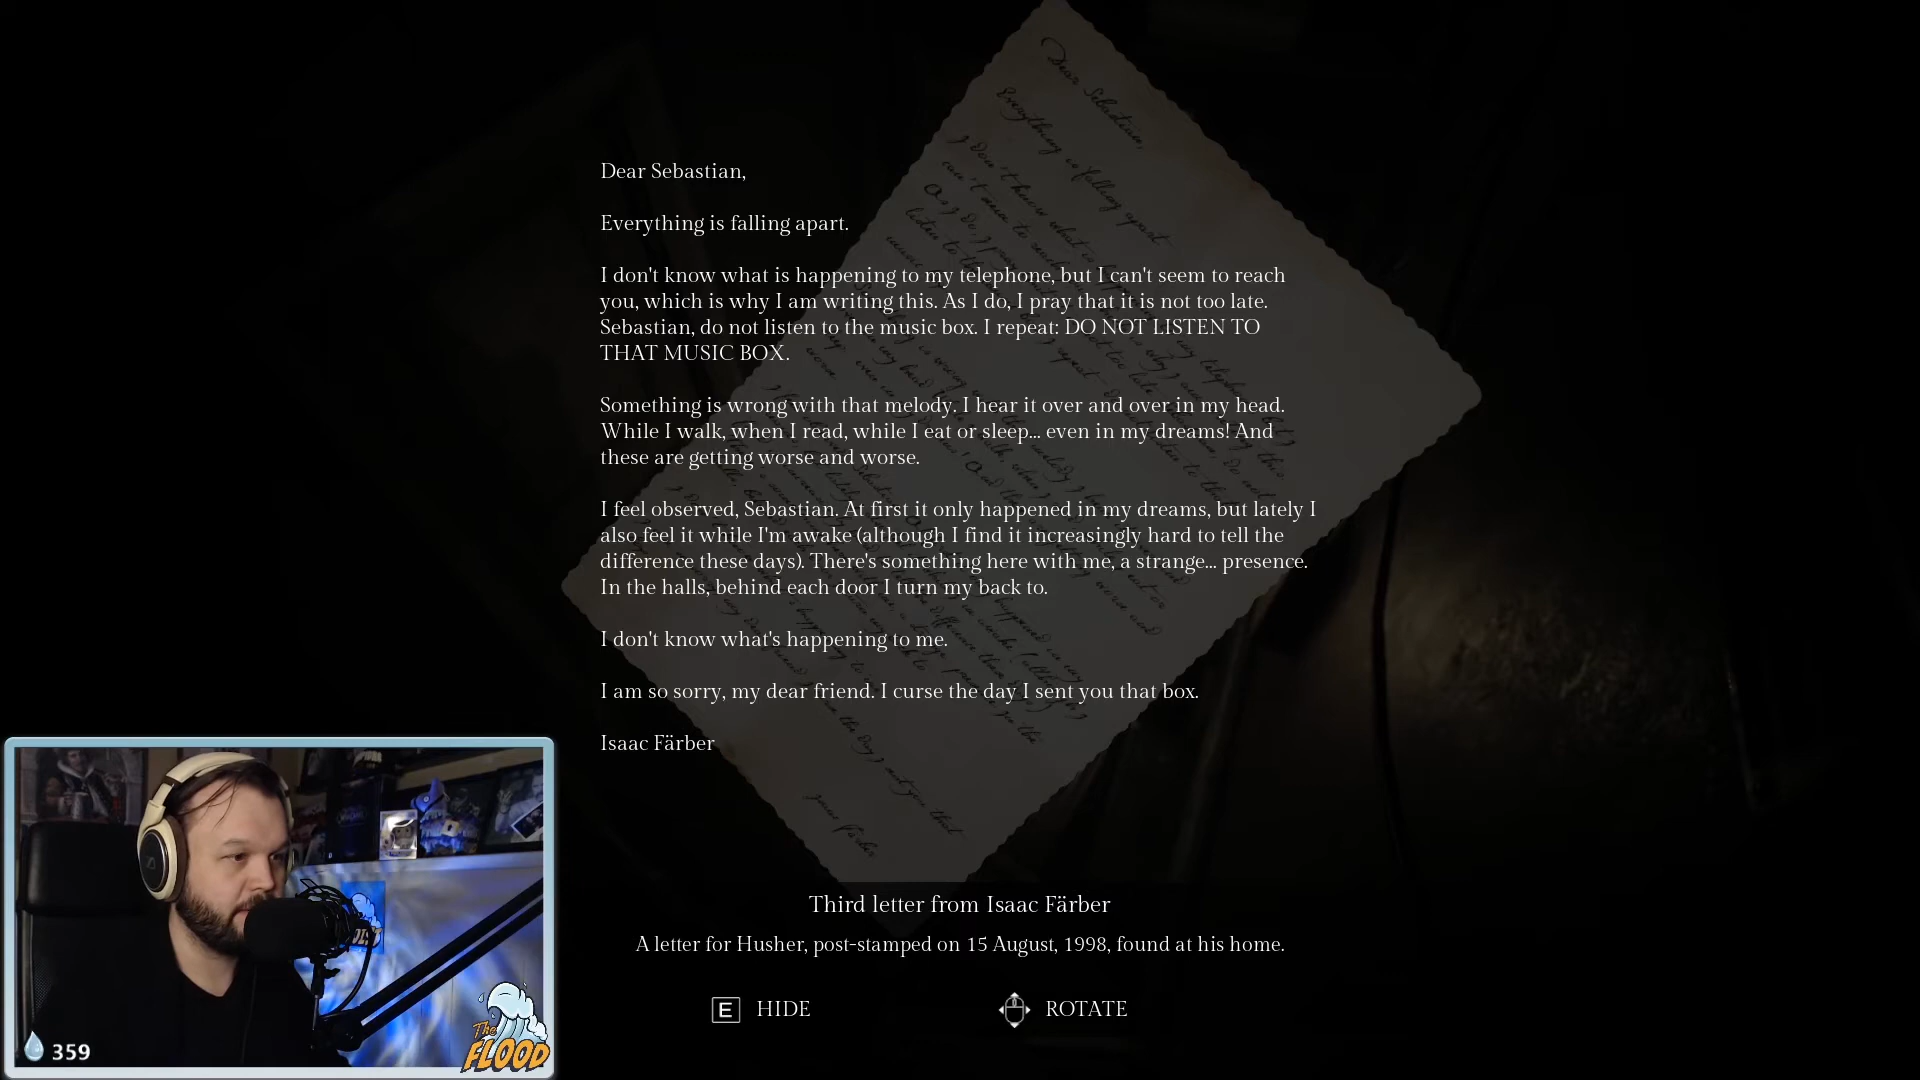 Dear Sebastian,
Everything is falling apart.
I don't know what is happening to my telephone, but I can't seem to reach
you, which is why I am writing this. As I do, I pray that it is not too late.
Sebastian, do not listen to the music box. I repeat: DO NOT LISTEN TO
THAT MUSIC BOX.
Something is wrong with that melody. I hear it over and over in my head.
While I walk, when I read, while I eat or sleep... even in my dreams! And
these are getting worse and worse.
I feel observed, Sebastian. At first it only happened in my dreams, but lately I
also feel it while I'm awake (although I find it increasingly hard to tell the
difference these days). There's something here with me, a strange... presence.
In the halls, behind each door I turn my back to.
I don't know what's happening to me.
I am so sorry, my dear friend. I curse the day I sent you that box.
Isaac Färber
Third letter from Isaac Färber
A letter for Husher, post-stamped on 15 August, 1998, found at his home.
E HIDE
ROTATE
359
The
FLOOD
Dear Sebastian,
Everything is falling apart.
Isaac Färber